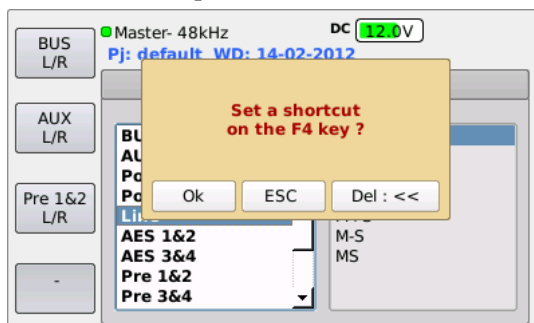 BUS
L/R
AUX
L/R
Pre 1&2
L/R
-
Master- 48kHz
DC 12.0V
Pj: default WD: 14-02-2012
Set a shortcut
on the F4 key ?
Ok
ESC
Del : <<
AES 1&2
AES 3&4
Pre 1&2
Pre 3&4
M-S
MS